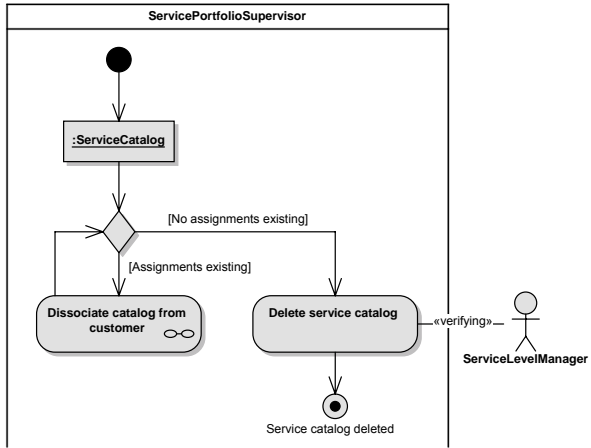 ServicePortfolioSupervisor
:ServiceCatalog
[No assignments existing]
[Assignments existing]
Dissociate catalog from
customer
Delete service catalog
«verifying»
ServiceLevelManager
Service catalog deleted